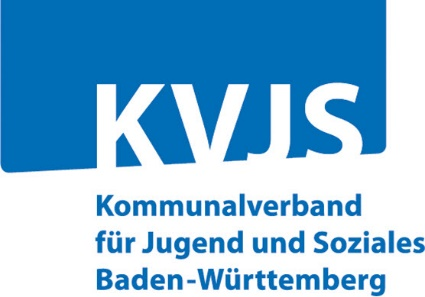 KVJS
Kommunalverband
für Jugend und Soziales
Baden-Württemberg